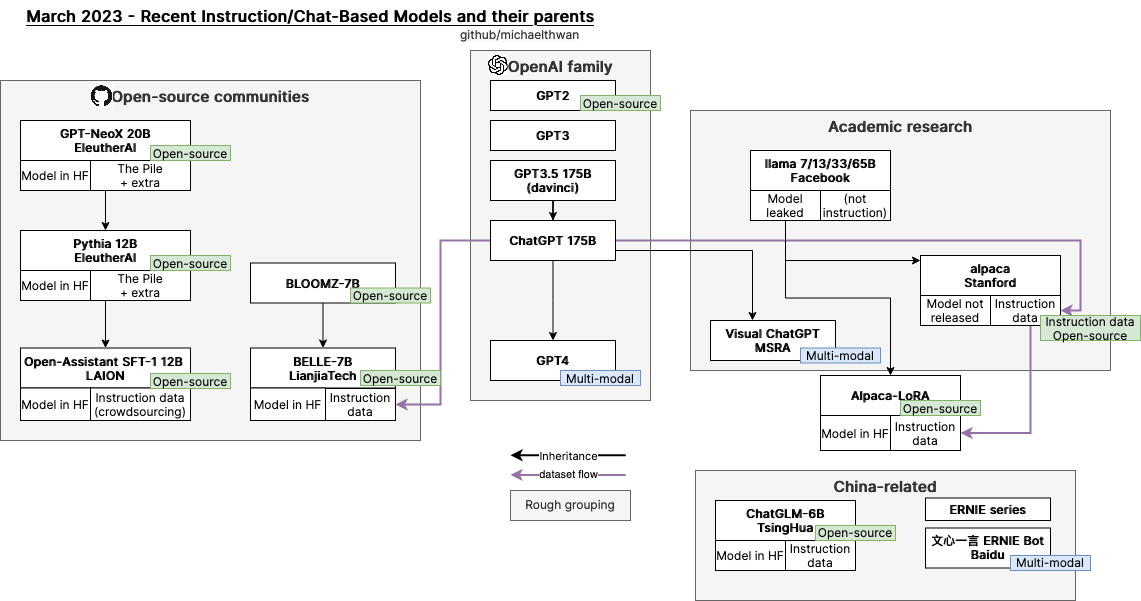 March 2023 - Recent Instruction/Chat-Based Models and their parents
github/michaelthwan
Open-source communities
GPT-NeoX 20B
EleutherAI
Open-source
Model in HF
The Pile
+ extra
Pythia 12B
EleutherAI
Open-source
Model in HF
The Pile
+ extra
Open-Assistant SFT-1 12B
LAION
Open-source
Model in HF
Instruction data
(crowdsourcing)
BLOOMZ-7B
Open-source
BELLE-7B
LianjiaTech
Open-source
Model in HF
Instruction
data
OpenAI family
GPT2
Open-source
GPT3
GPT3.5 175B
(davinci)
ChatGPT 175B
GPT4
Multi-modal
Academic research
llama 7/13/33/65B
Facebook
Model
leaked
(not
instruction)
alpaca
Stanford
Model not
released
Instruction
data
Instruction data
Open-source
Visual ChatGPT
MSRA
Multi-modal
Alpaca-LoRA
Open-source
Model in HF
Instruction
data
Inheritance
dataset flow
Rough grouping
China-related
ChatGLM-6B
TsingHua
Open-source
Model in HF
Instruction
data
ERNIE series
文心一言 ERNIE Bot
Baidu
Multi-modal